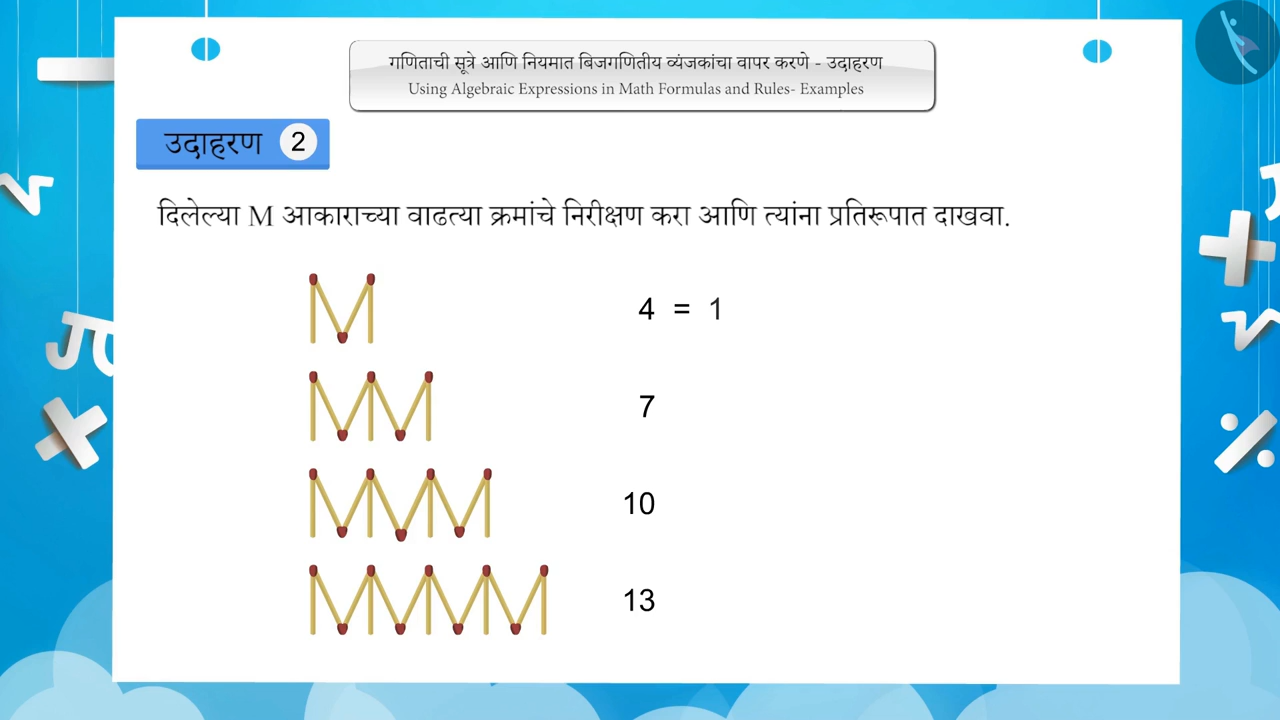 गणिताची सूत्रे आणि नियमात बिजगणितीय व्यंजकांचा वापर करणे - उदाहरण
Using Algebraic Expressions in Math Formulas and Rules- Examples
उदाहरण 2
दिलेल्या M आकाराच्या वाढत्या क्रमांचे निरीक्षण करा आणि त्यांना प्रतिरूपात दाखवा.
4 = 1
7
10
13